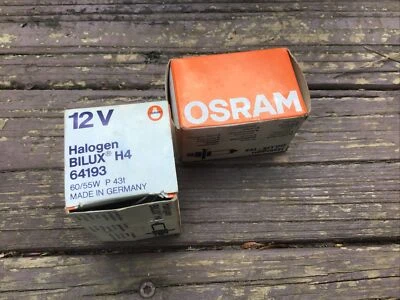 12 V
Halogen
BILUX® H4
64193
60/55W P 43t
MADE IN GERMANY
OSRAM